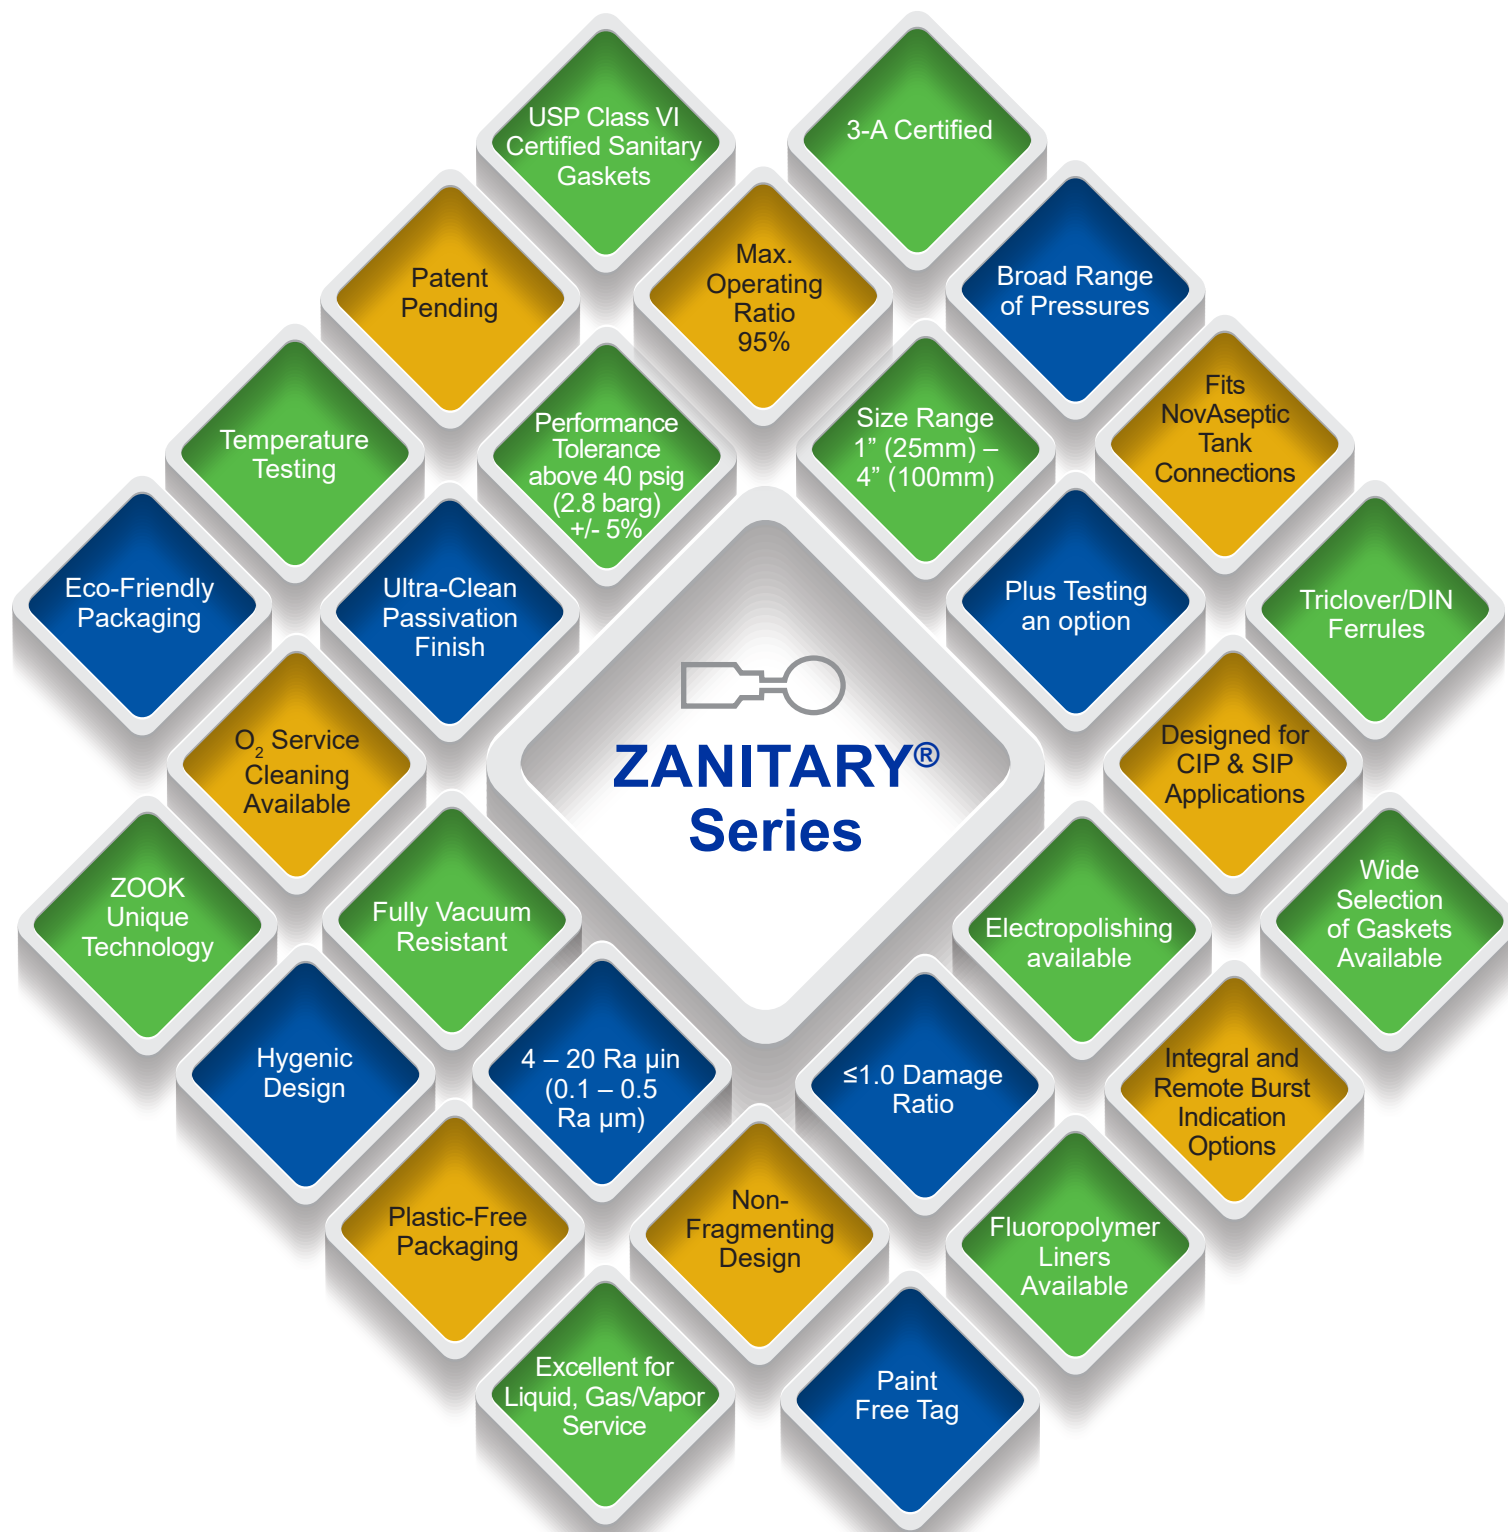 USP Class VI
Certified Sanitary
Gaskets
3-A Certified
Patent
Pending
Max.
Operating
Ratio
95%
Broad Range
of Pressures
Temperature
Testing
Performance
Tolerance
above 40 psig
(2.8 barg)
+/- 5%
Size Range
1” (25mm) –
4” (100mm)
Fits
NovAseptic
Tank
Connections
Eco-Friendly
Packaging
Ultra-Clean
Passivation
Finish
Plus Testing
an option
Triclover/DIN
Ferrules
O₂ Service
Cleaning
Available
ZANITARY®
Series
Designed for
CIP & SIP
Applications
ZOOK
Unique
Technology
Fully Vacuum
Resistant
Electropolishing
available
Wide
Selection
of Gaskets
Available
Hygenic
Design
4 – 20 Ra μin
(0.1 – 0.5
Ra μm)
≤1.0 Damage
Ratio
Integral and
Remote Burst
Indication
Options
Plastic-Free
Packaging
Non-
Fragmenting
Design
Fluoropolymer
Liners
Available
Excellent for
Liquid, Gas/Vapor
Service
Paint
Free Tag